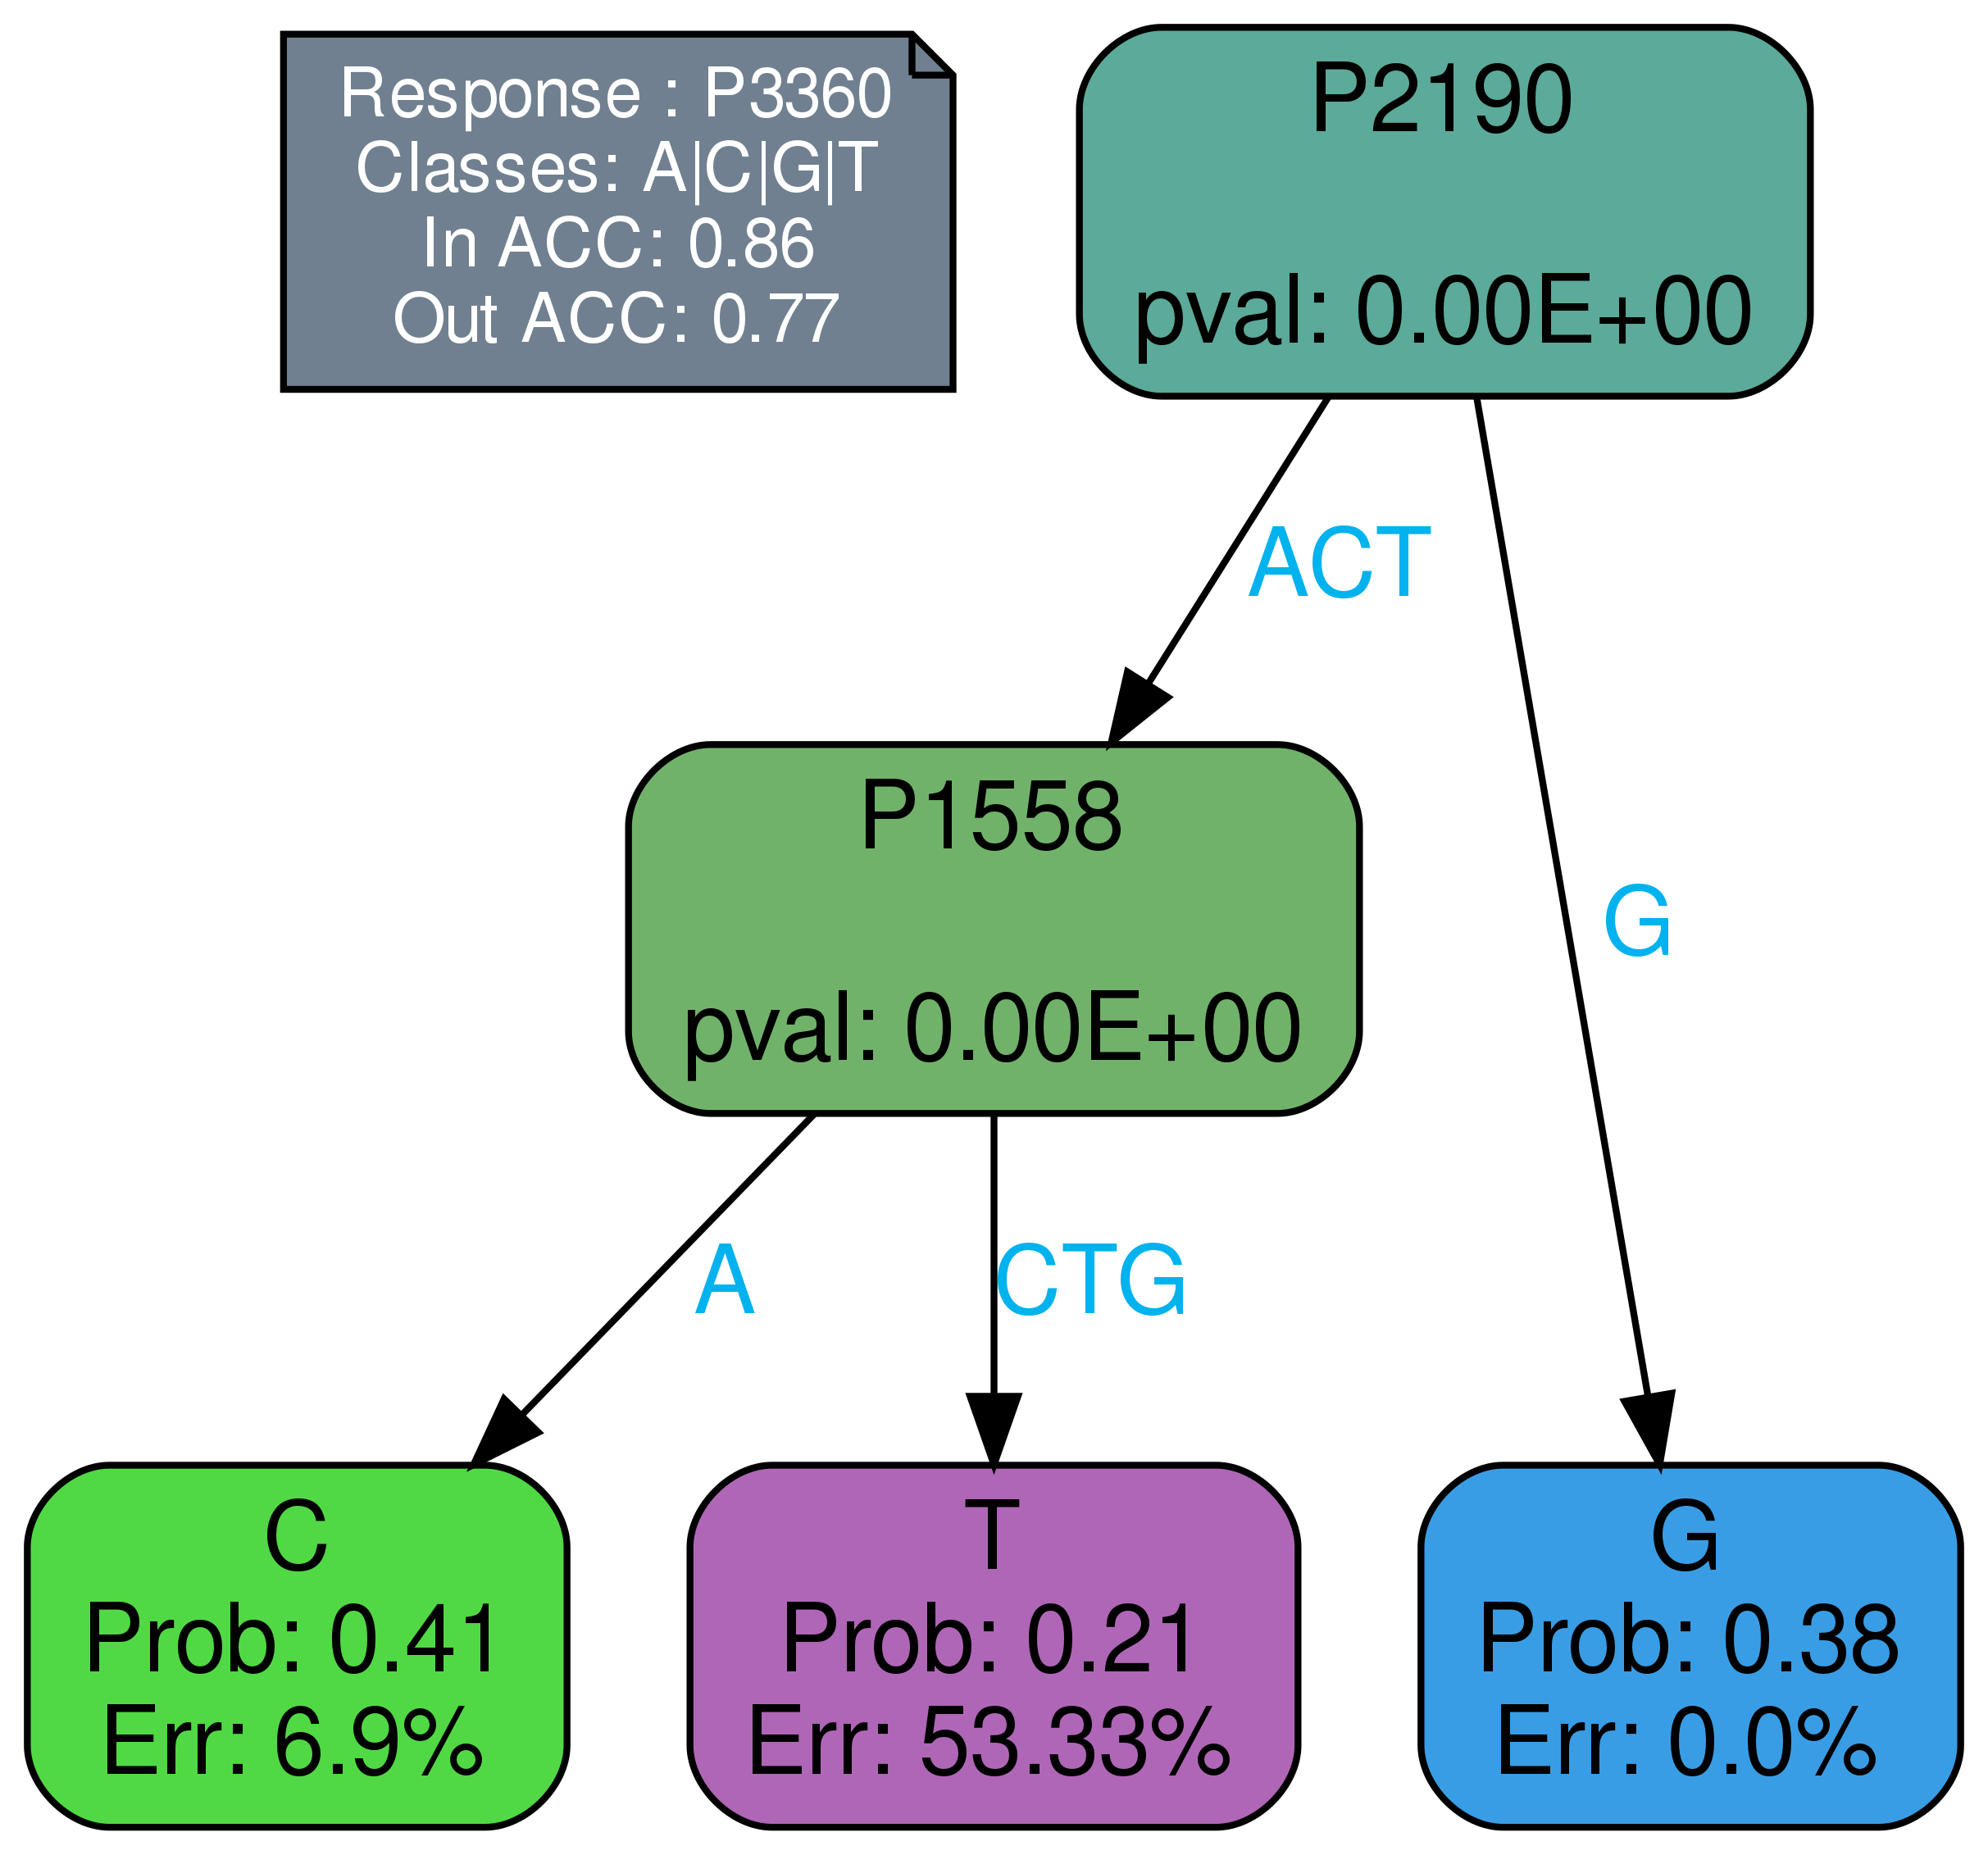 Response : P3360
Classes: A|C|G|T
In ACC: 0.86
Out ACC: 0.77
P2190
pval: 0.00E+00
ACT
G
P1558
pval: 0.00E+00
A
CTG
C
Prob: 0.41
Err: 6.9%
T
Prob: 0.21
Err: 53.33%
G
Prob: 0.38
Err: 0.0%